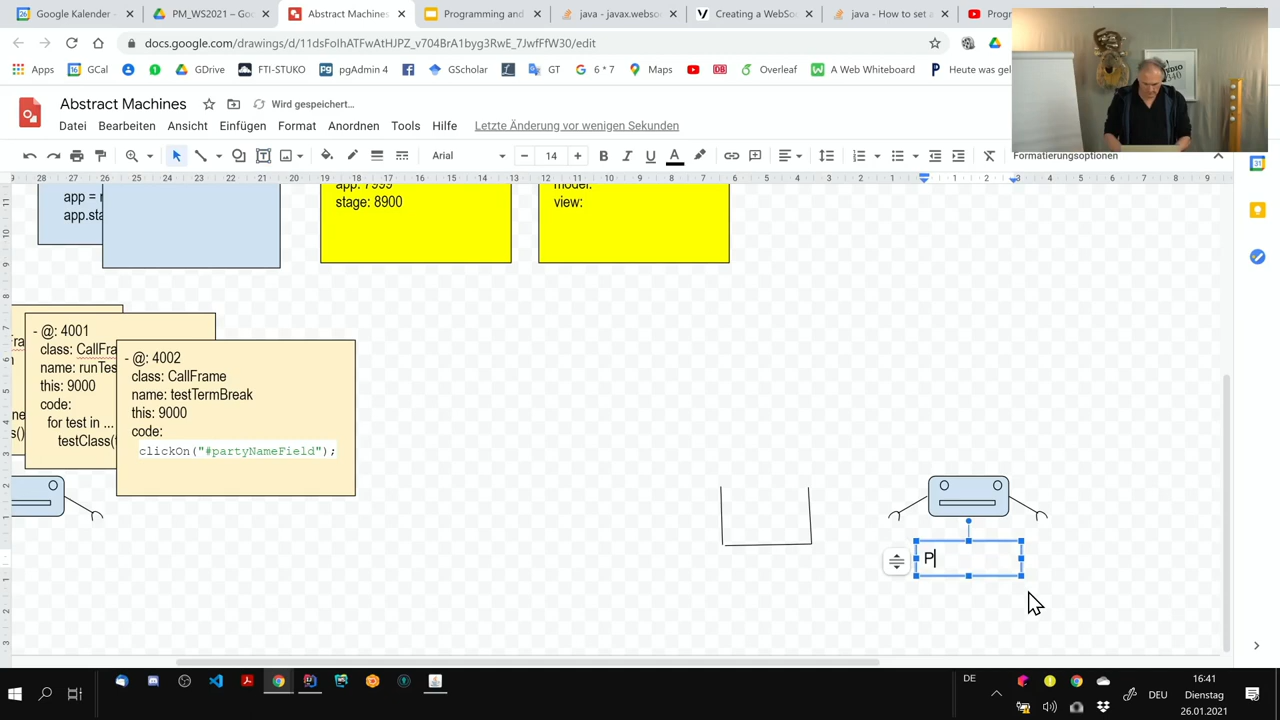 Google Kalender
PM_WS2021 – Goo
Abstract Machines
Programming and
java - javax.webso
Creating a WebSo
java - How to set a
Prog
docs.google.com/drawings/d/11dsFoIhATFwAtHIPZ_v704BrA1byg3RwE_7JwfFfW30/edit
Apps
GCal
GDrive
FTI-STUKO
pgAdmin 4
GScholar
GT
6 * 7
Maps
Overleaf
A Web Whiteboard
Heute was gel
Abstract Machines
Wird gespeichert…
Datei
Bearbeiten
Ansicht
Einfügen
Format
Anordnen
Tools
Hilfe
Letzte Änderung vor wenigen Sekunden
Arial
14
Formatierungsoptionen
app: 7999
stage: 8900
model:
view:
app = r
app.sta
- @: 4001
class: CallFra
name: runTes
this: 9000
code:
for test in ...
testClass(
- @: 4002
class: CallFrame
name: testTermBreak
this: 9000
code:
clickOn("#partyNameField");
P
DE
DEU
16:41
Dienstag
26.01.2021